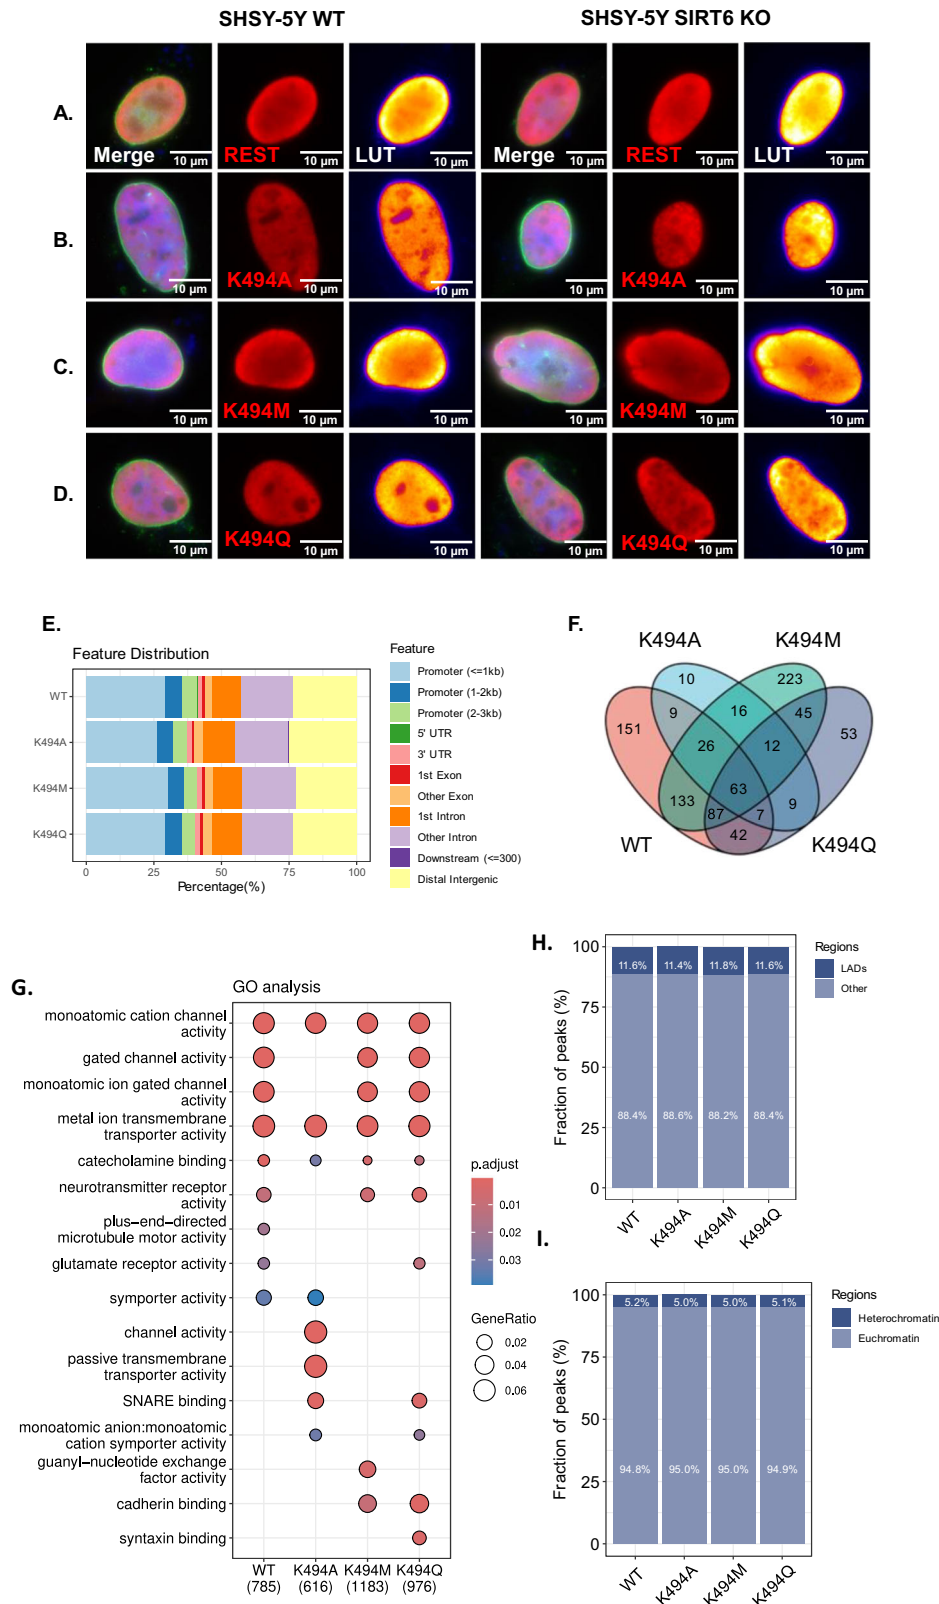 SHSY-5Y WT
SHSY-5Y SIRT6 KO
A.
Merge
10 µm
REST
10 µm
LUT
10 µm
Merge
10 µm
REST
10 µm
LUT
10 µm
B.
10 µm
K494A
10 µm
10 µm
10 µm
K494A
10 µm
10 µm
C.
10 µm
K494M
10 µm
10 µm
10 µm
K494M
10 µm
10 µm
D.
10 µm
K494Q
10 µm
10 µm
10 µm
K494Q
10 µm
10 µm
E.
Feature Distribution
WT
K494A
K494M
K494Q
0
25
50
75
100
Percentage(%)
Feature
Promoter (<=1kb)
Promoter (1-2kb)
Promoter (2-3kb)
5' UTR
3' UTR
1st Exon
Other Exon
1st Intron
Other Intron
Downstream (<=300)
Distal Intergenic
F.
K494A
K494M
10
223
9
16
45
151
53
26
12
63
133
87
7
9
42
WT
K494Q
G.
GO analysis
monoatomic cation channel
activity
gated channel activity
monoatomic ion gated channel
activity
metal ion transmembrane
transporter activity
catecholamine binding
neurotransmitter receptor
activity
plus−end−directed
microtubule motor activity
glutamate receptor activity
symporter activity
channel activity
passive transmembrane
transporter activity
SNARE binding
monoatomic anion:monoatomic
cation symporter activity
guanyl−nucleotide exchange
factor activity
cadherin binding
syntaxin binding
WT
(785)
K494A
(616)
K494M
(1183)
K494Q
(976)
p.adjust
0.01
0.02
0.03
GeneRatio
0.02
0.04
0.06
H.
Fraction of peaks (%)
100
75
50
25
0
11.6%
11.4%
11.8%
11.6%
88.4%
88.6%
88.2%
88.4%
WT
K494A
K494M
K494Q
Regions
LADs
Other
I.
Fraction of peaks (%)
100
75
50
25
0
5.2%
5.0%
5.0%
5.1%
94.8%
95.0%
95.0%
94.9%
WT
K494A
K494M
K494Q
Regions
Heterochromatin
Euchromatin